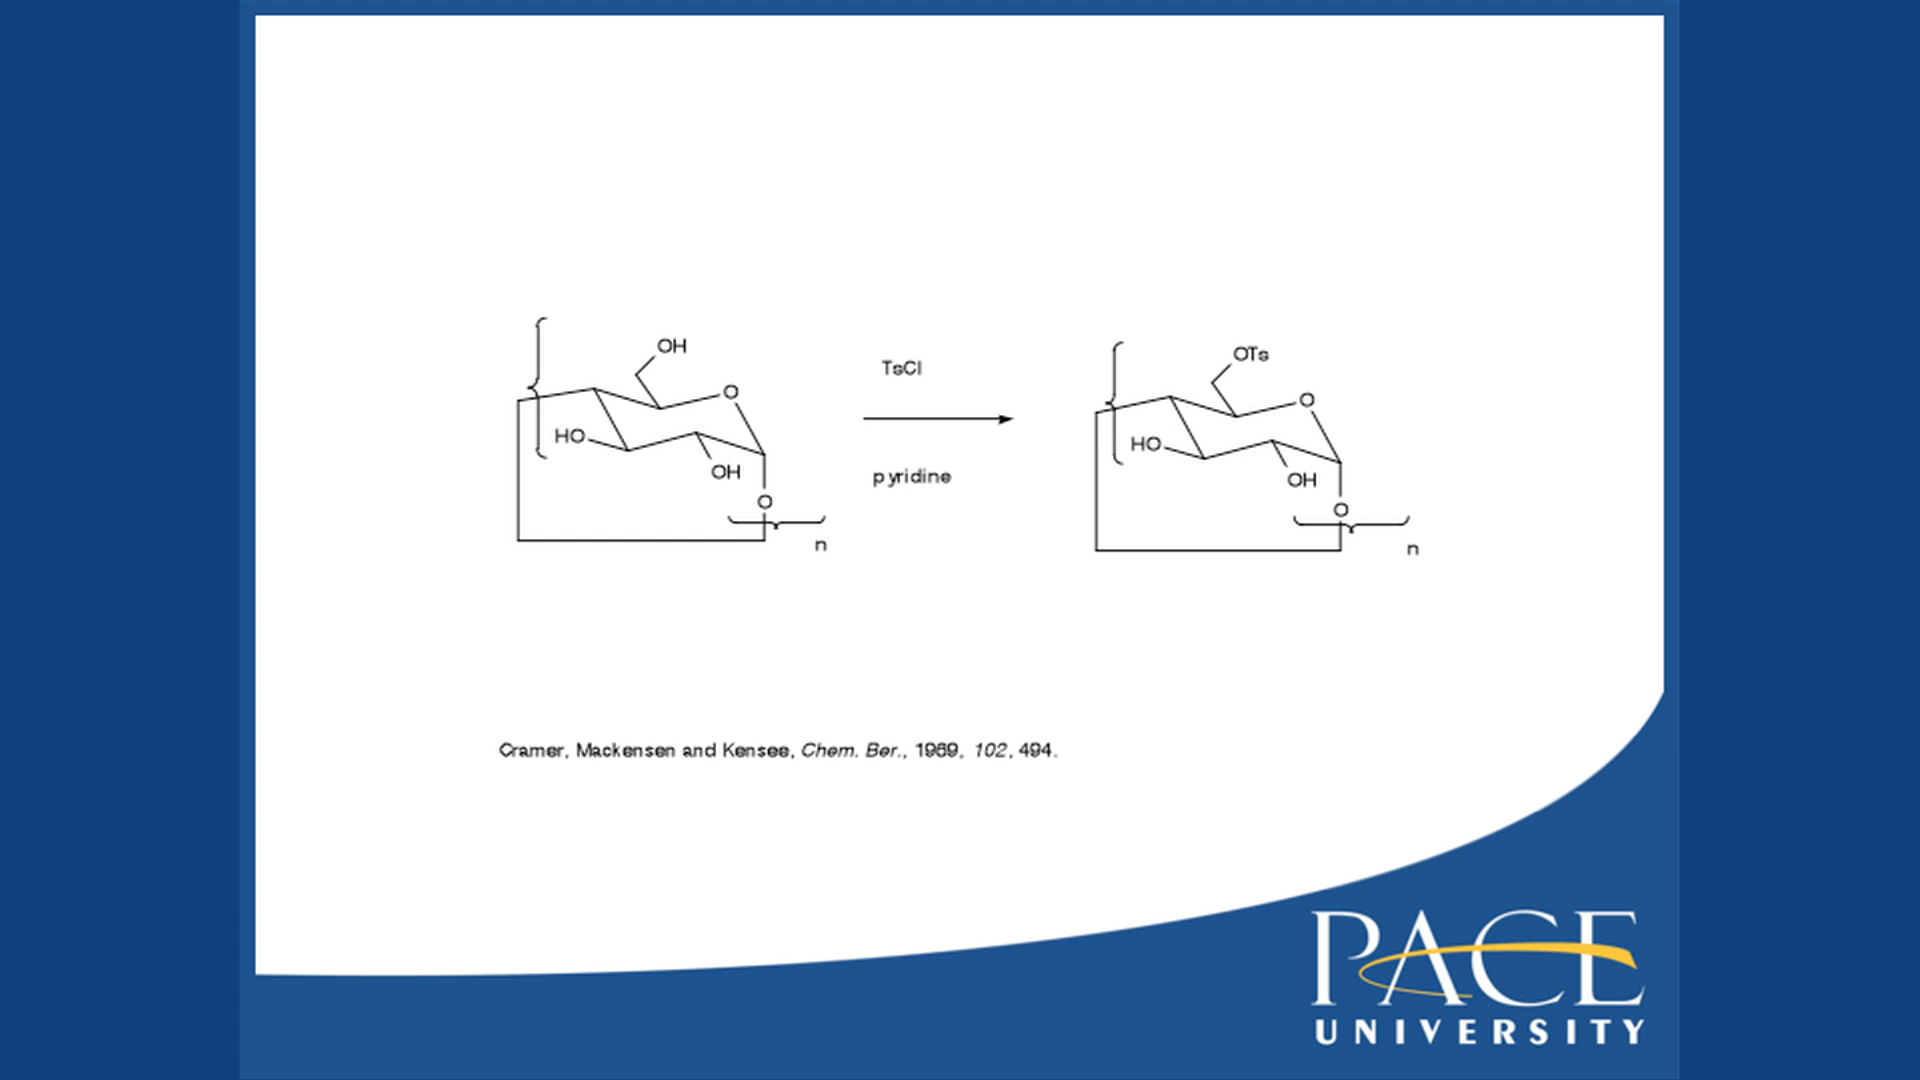 OH
O
HO
OH
O
n
TsCl
pyridine
OTs
O
HO
OH
O
n
Cramer, Mackensen and Kensee, Chem. Ber., 1969, 102, 494.
PACE
UNIVERSITY